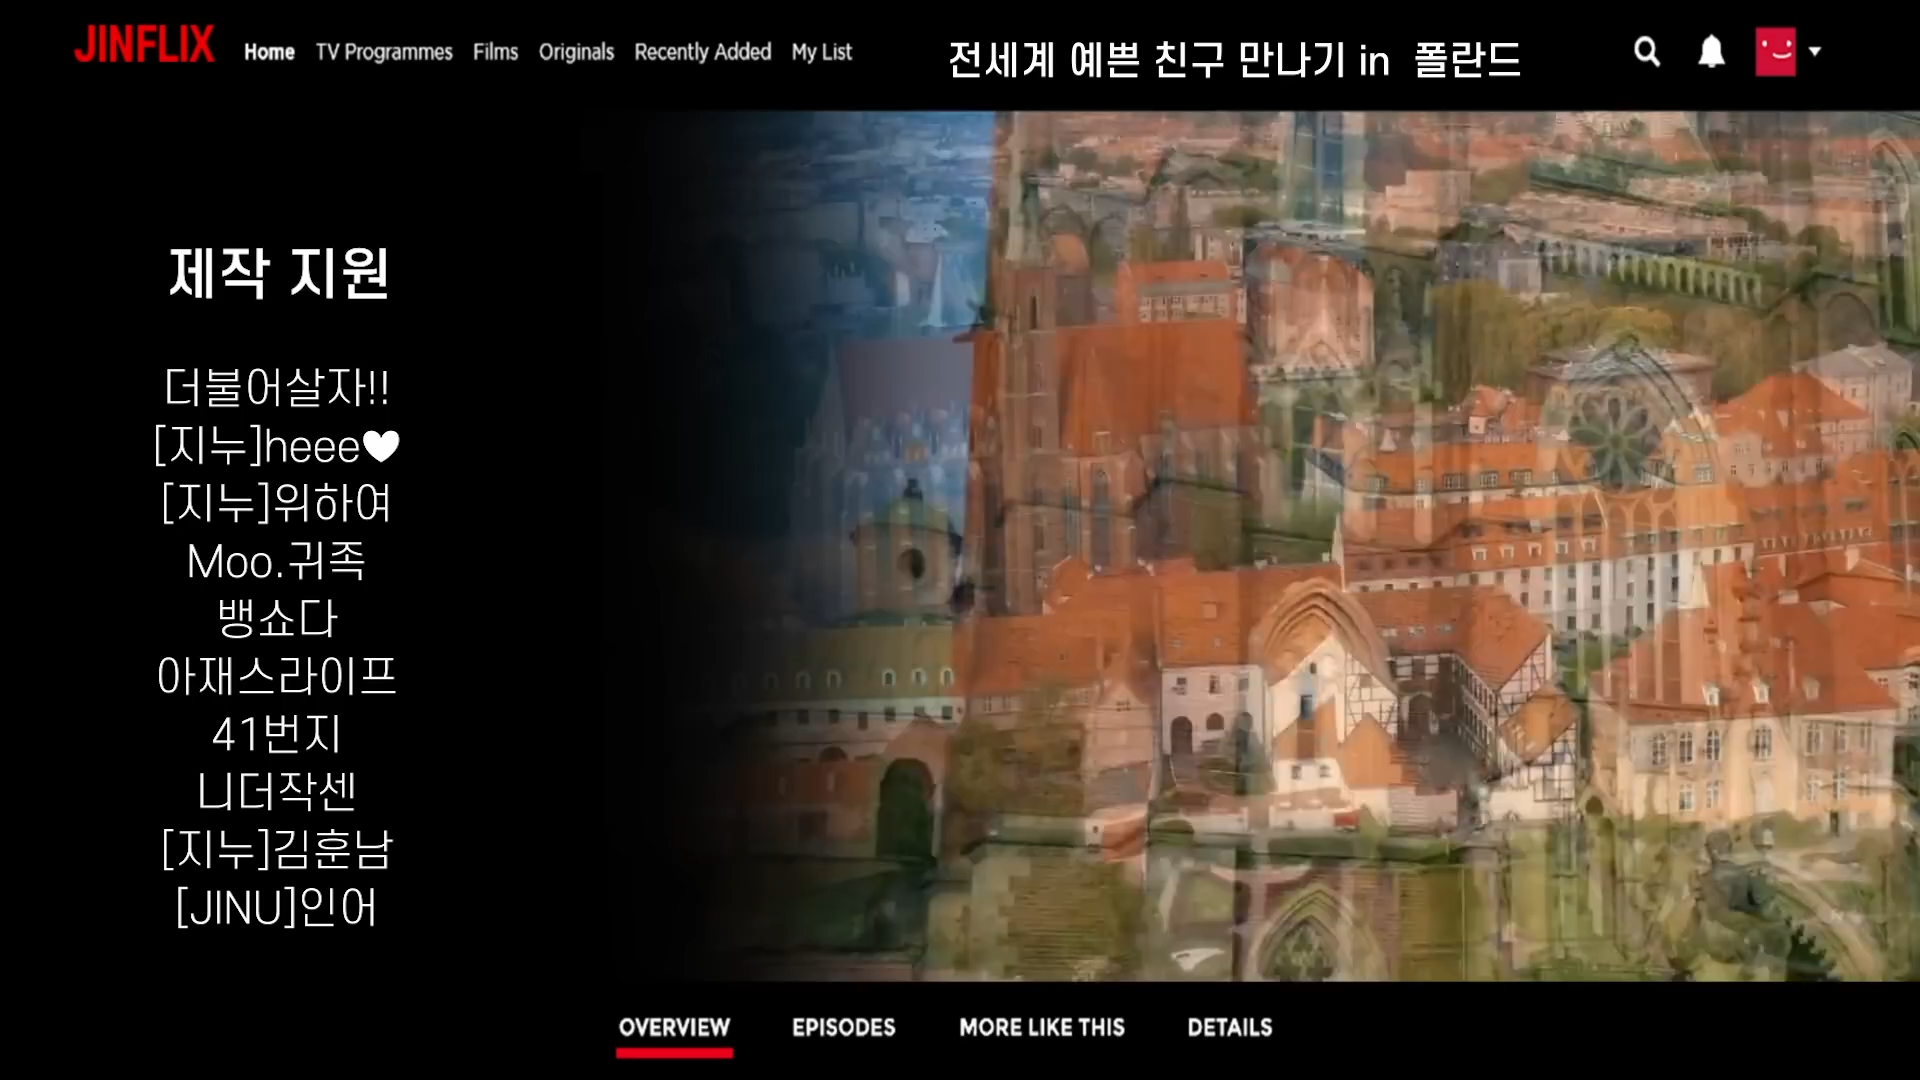 JINFLIX
Home TV Programmes Films Originals Recently Added My List
전세계 예쁜 친구 만나기 in 폴란드
제작 지원
더불어살자!!
[지누]heee♥
[지누]위하여
Moo.귀족
뱅쇼다
아재스라이프
41번지
니더작센
[지누]김훈남
[JINU]인어
OVERVIEW EPISODES MORE LIKE THIS DETAILS